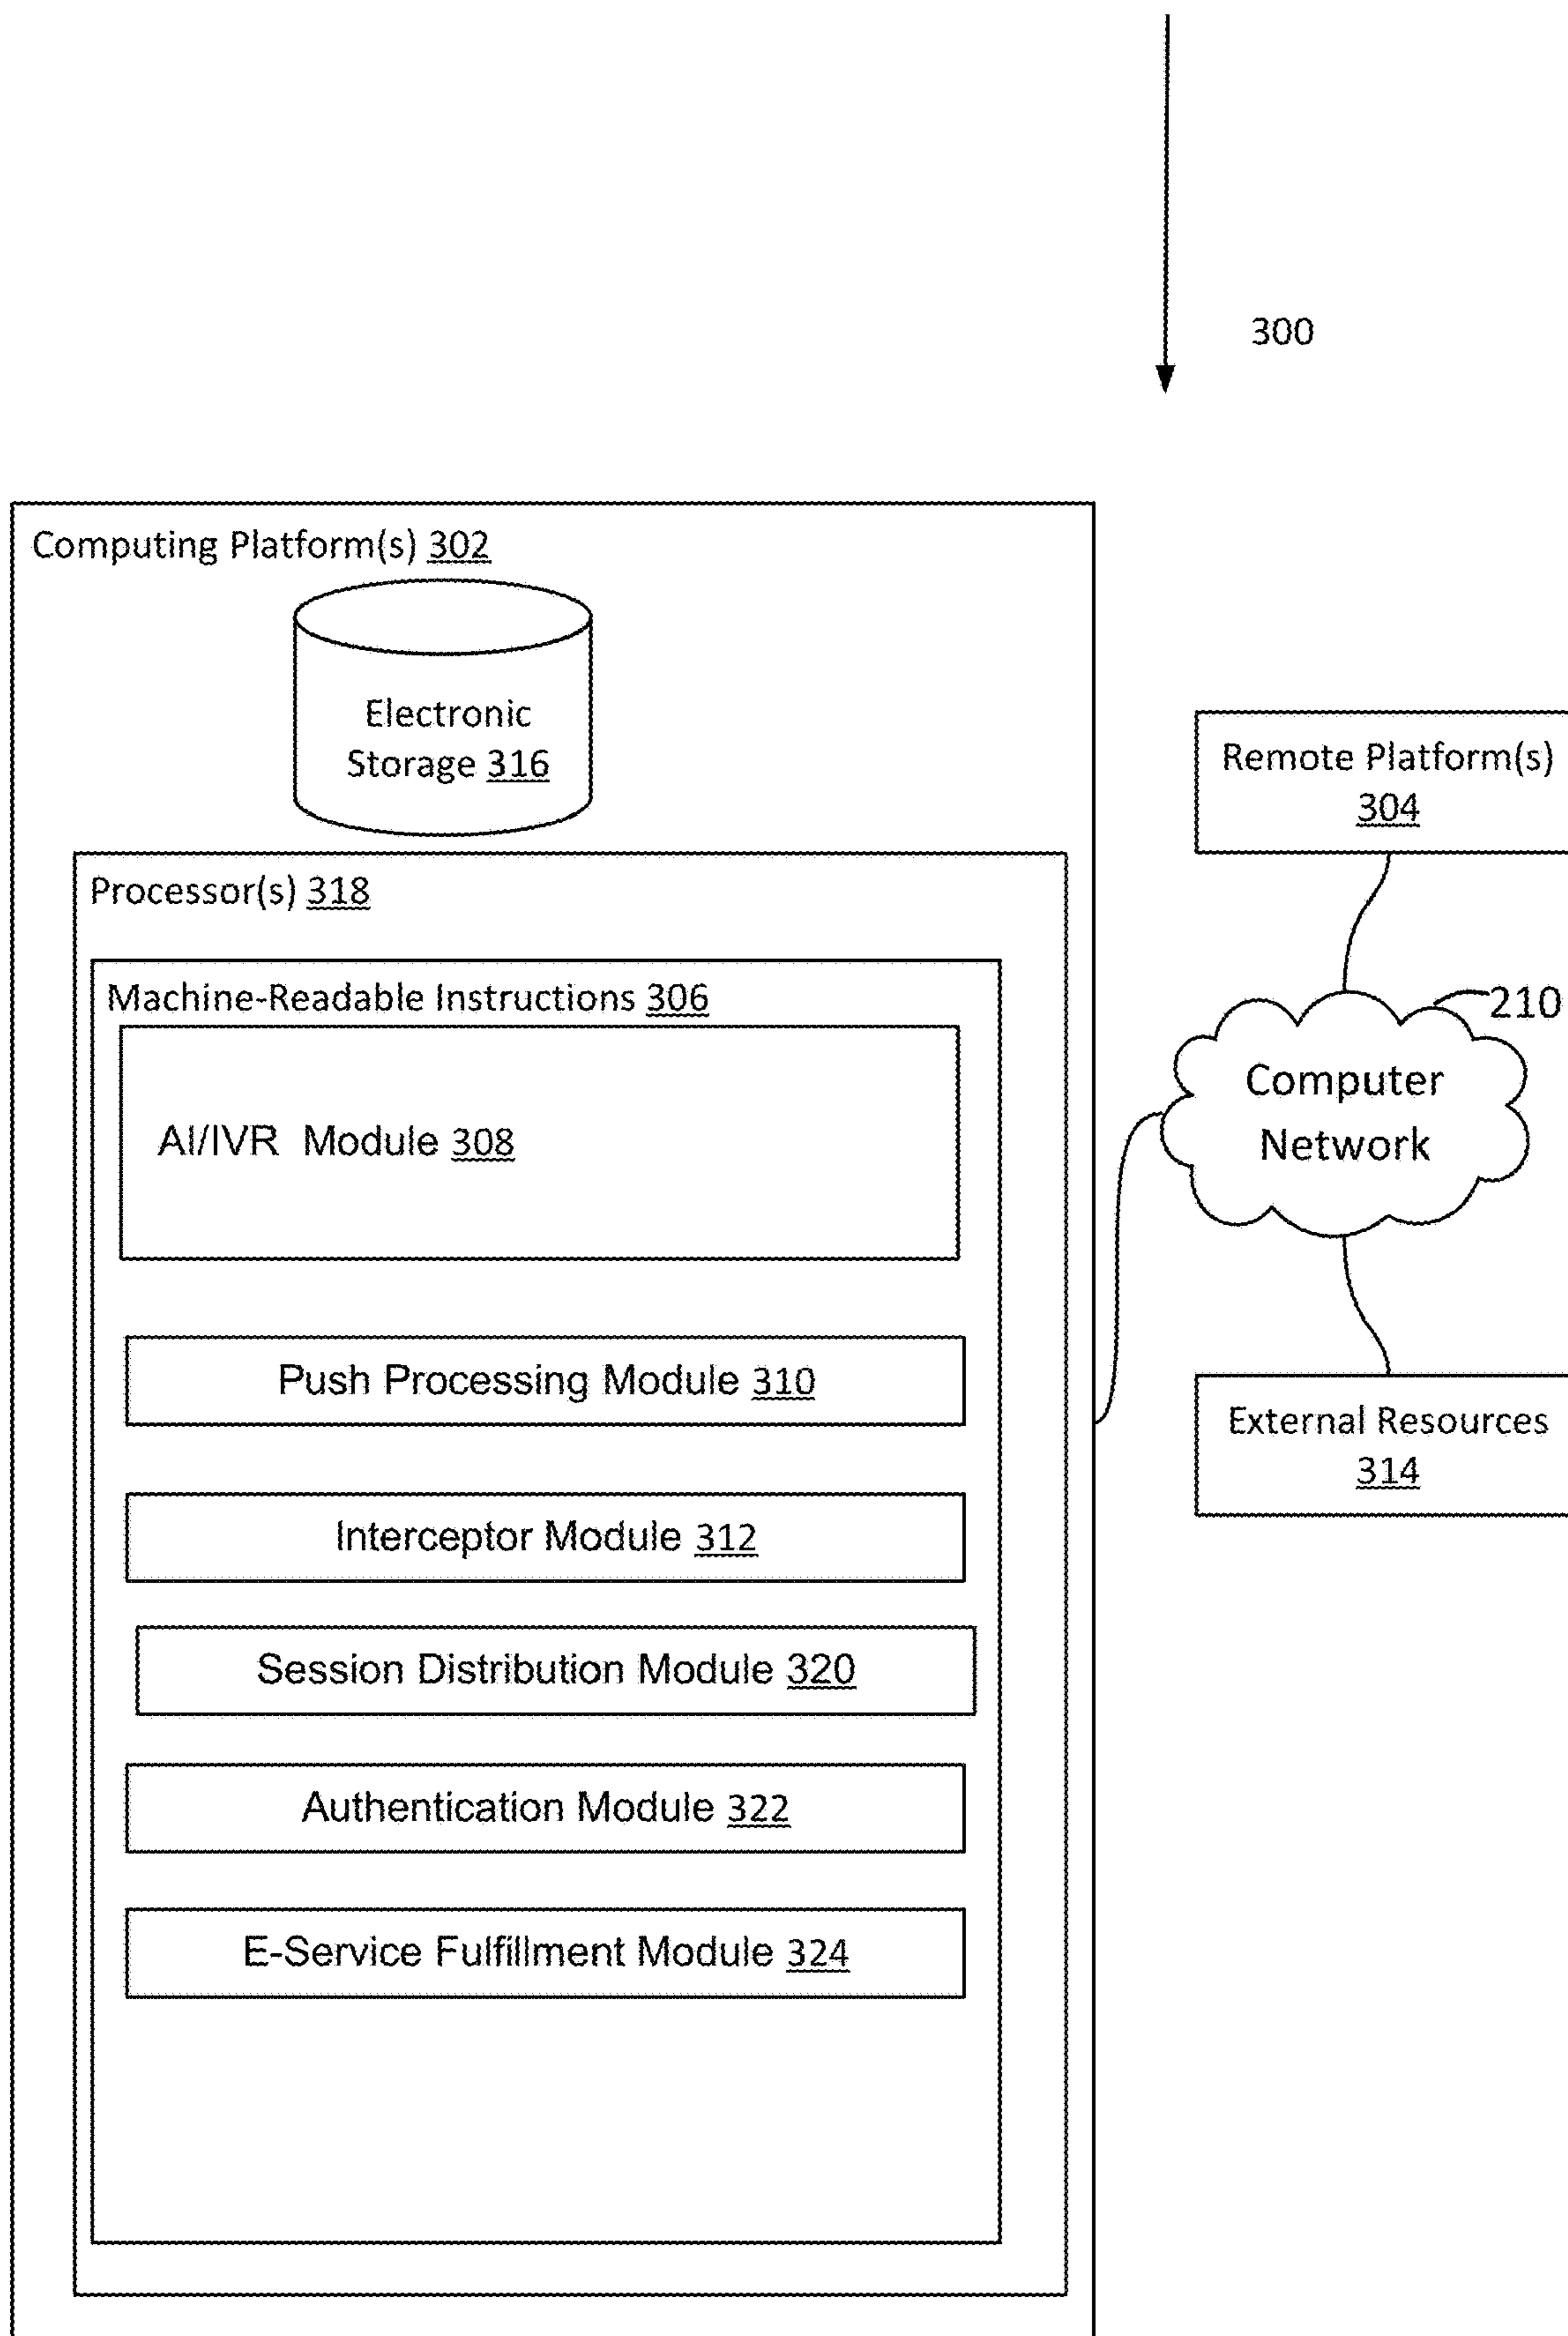 300
Computing Platform(s) 302
Electronic
Storage 316
Processor(s) 318
Machine-Readable Instructions 306
AI/IVR Module 308
Push Processing Module 310
Interceptor Module 312
Session Distribution Module 320
Authentication Module 322
E-Service Fulfillment Module 324
Remote Platform(s)
304
210
Computer
Network
External Resources
314